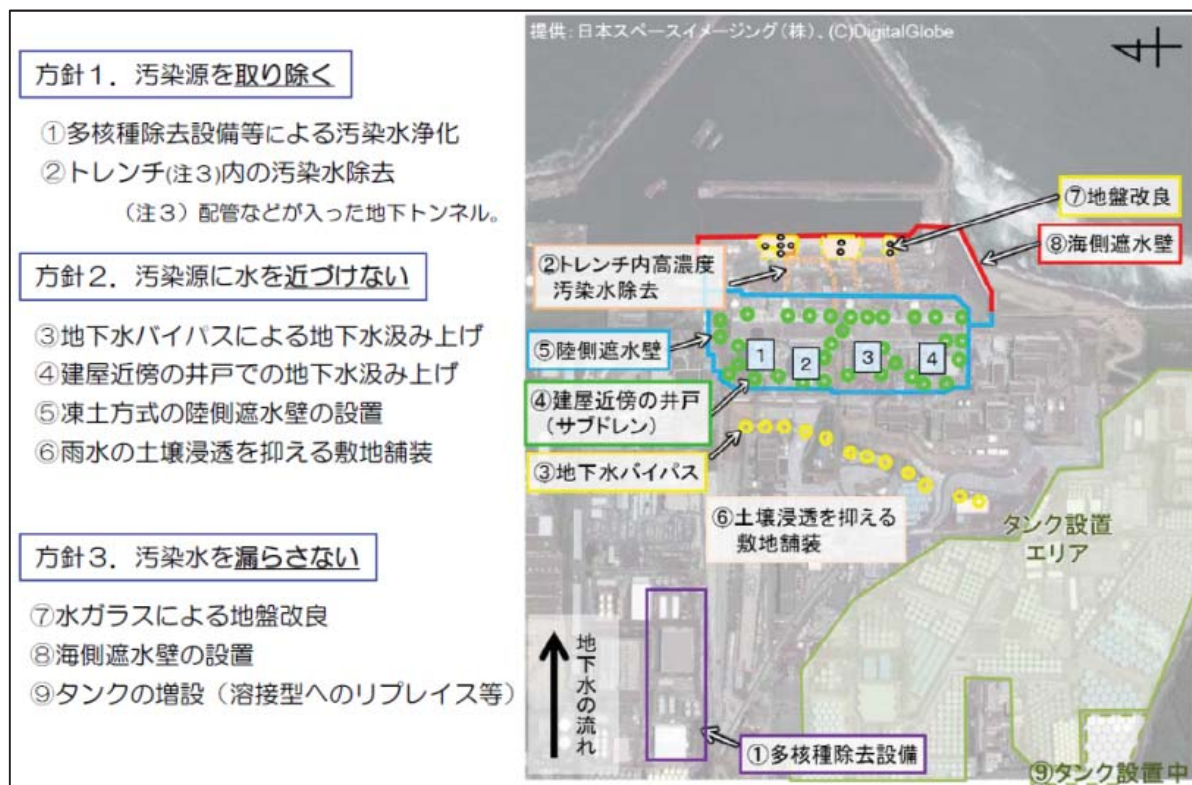 方針１．汚染源を取り除く
①多核種除去設備等による汚染水浄化
②トレンチ(注３)内の汚染水除去
（注３）配管などが入った地下トンネル。
方針２．汚染源に水を近づけない
③地下水バイパスによる地下水汲み上げ
④建屋近傍の井戸での地下水汲み上げ
⑤凍土方式の陸側遮水壁の設置
⑥雨水の土壌浸透を抑える敷地舗装
方針３．汚染水を漏らさない
⑦水ガラスによる地盤改良
⑧海側遮水壁の設置
⑨タンクの増設（溶接型へのリプレイス等）
提供：日本スペースイメージング（株）、(C)DigitalGlobe
⑦地盤改良
⑧海側遮水壁
②トレンチ内高濃度
汚染水除去
⑤陸側遮水壁
1
2
3
4
④建屋近傍の井戸
（サブドレン）
③地下水バイパス
⑥土壌浸透を抑える
敷地舗装
タンク設置
エリア
地下水の流れ
①多核種除去設備
⑨タンク設置中